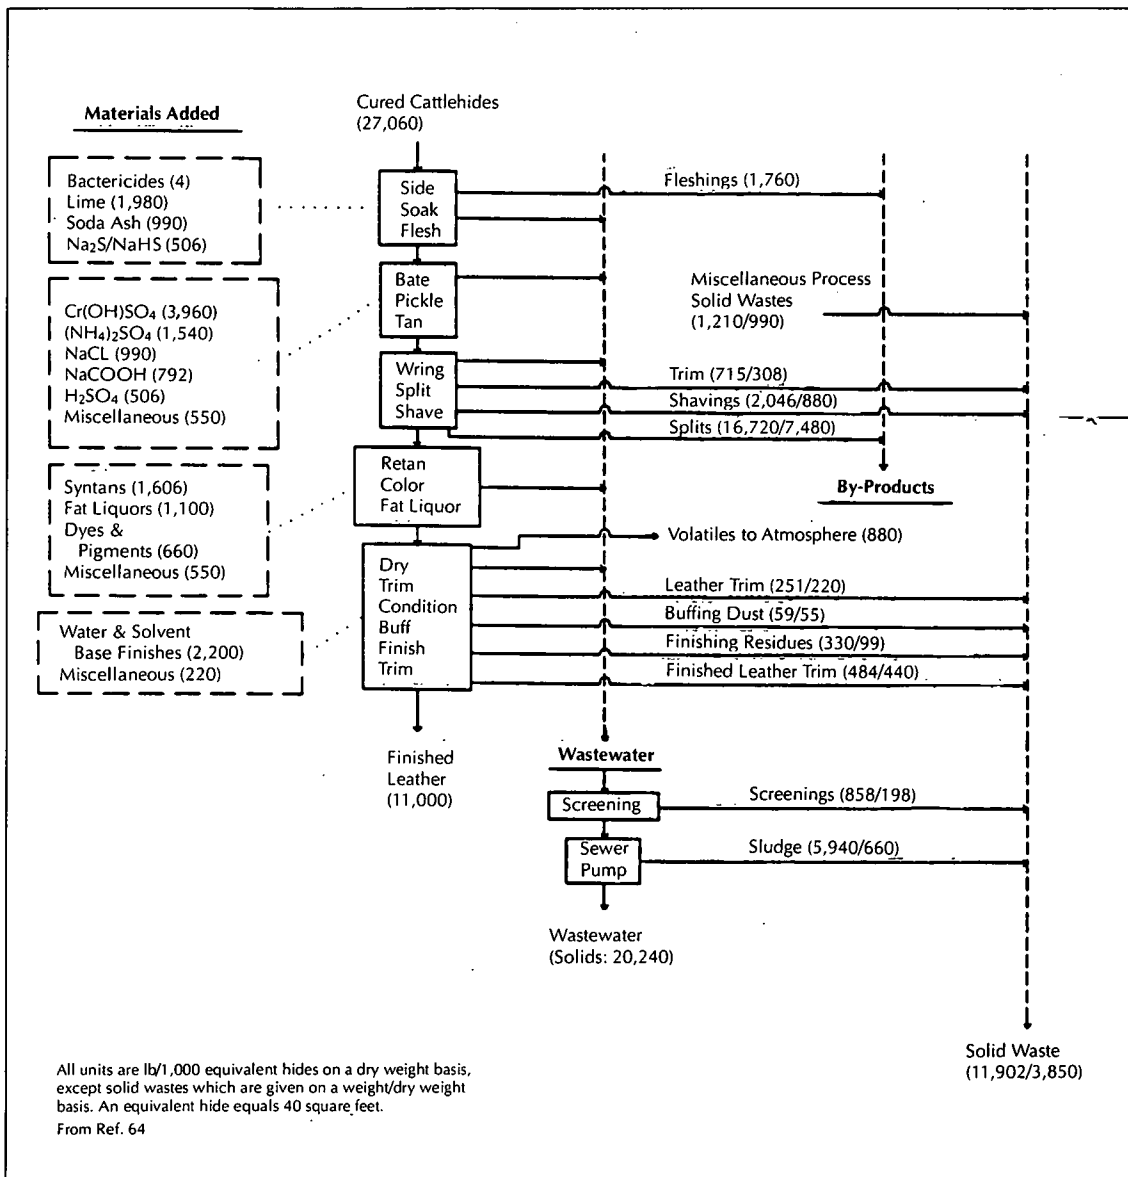 Materials Added
Bactericides (4)
Lime (1,980)
Soda Ash (990)
Na₂S/NaHS (506)
Cr(OH)SO₄ (3,960)
(NH₄)₂SO₄ (1,540)
NaCL (990)
NaCOOH (792)
H₂SO₄ (506)
Miscellaneous (550)
Syntans (1,606)
Fat Liquors (1,100)
Dyes &
Pigments (660)
Miscellaneous (550)
Water & Solvent
Base Finishes (2,200)
Miscellaneous (220)
Cured Cattlehides
(27,060)
Side
Soak
Flesh
Bate
Pickle
Tan
Wring
Split
Shave
Retan
Color
Fat Liquor
Dry
Trim
Condition
Buff
Finish
Trim
Finished
Leather
(11,000)
Fleshings (1,760)
Miscellaneous Process
Solid Wastes
(1,210/990)
Trim (715/308)
Shavings (2,046/880)
Splits (16,720/7,480)
By-Products
Volatiles to Atmosphere (880)
Leather Trim (251/220)
Buffing Dust (59/55)
Finishing Residues (330/99)
Finished Leather Trim (484/440)
Wastewater
Screening
Screenings (858/198)
Sewer
Pump
Sludge (5,940/660)
Wastewater
(Solids: 20,240)
Solid Waste
(11,902/3,850)
All units are lb/1,000 equivalent hides on a dry weight basis,
except solid wastes which are given on a weight/dry weight
basis. An equivalent hide equals 40 square feet.
From Ref. 64